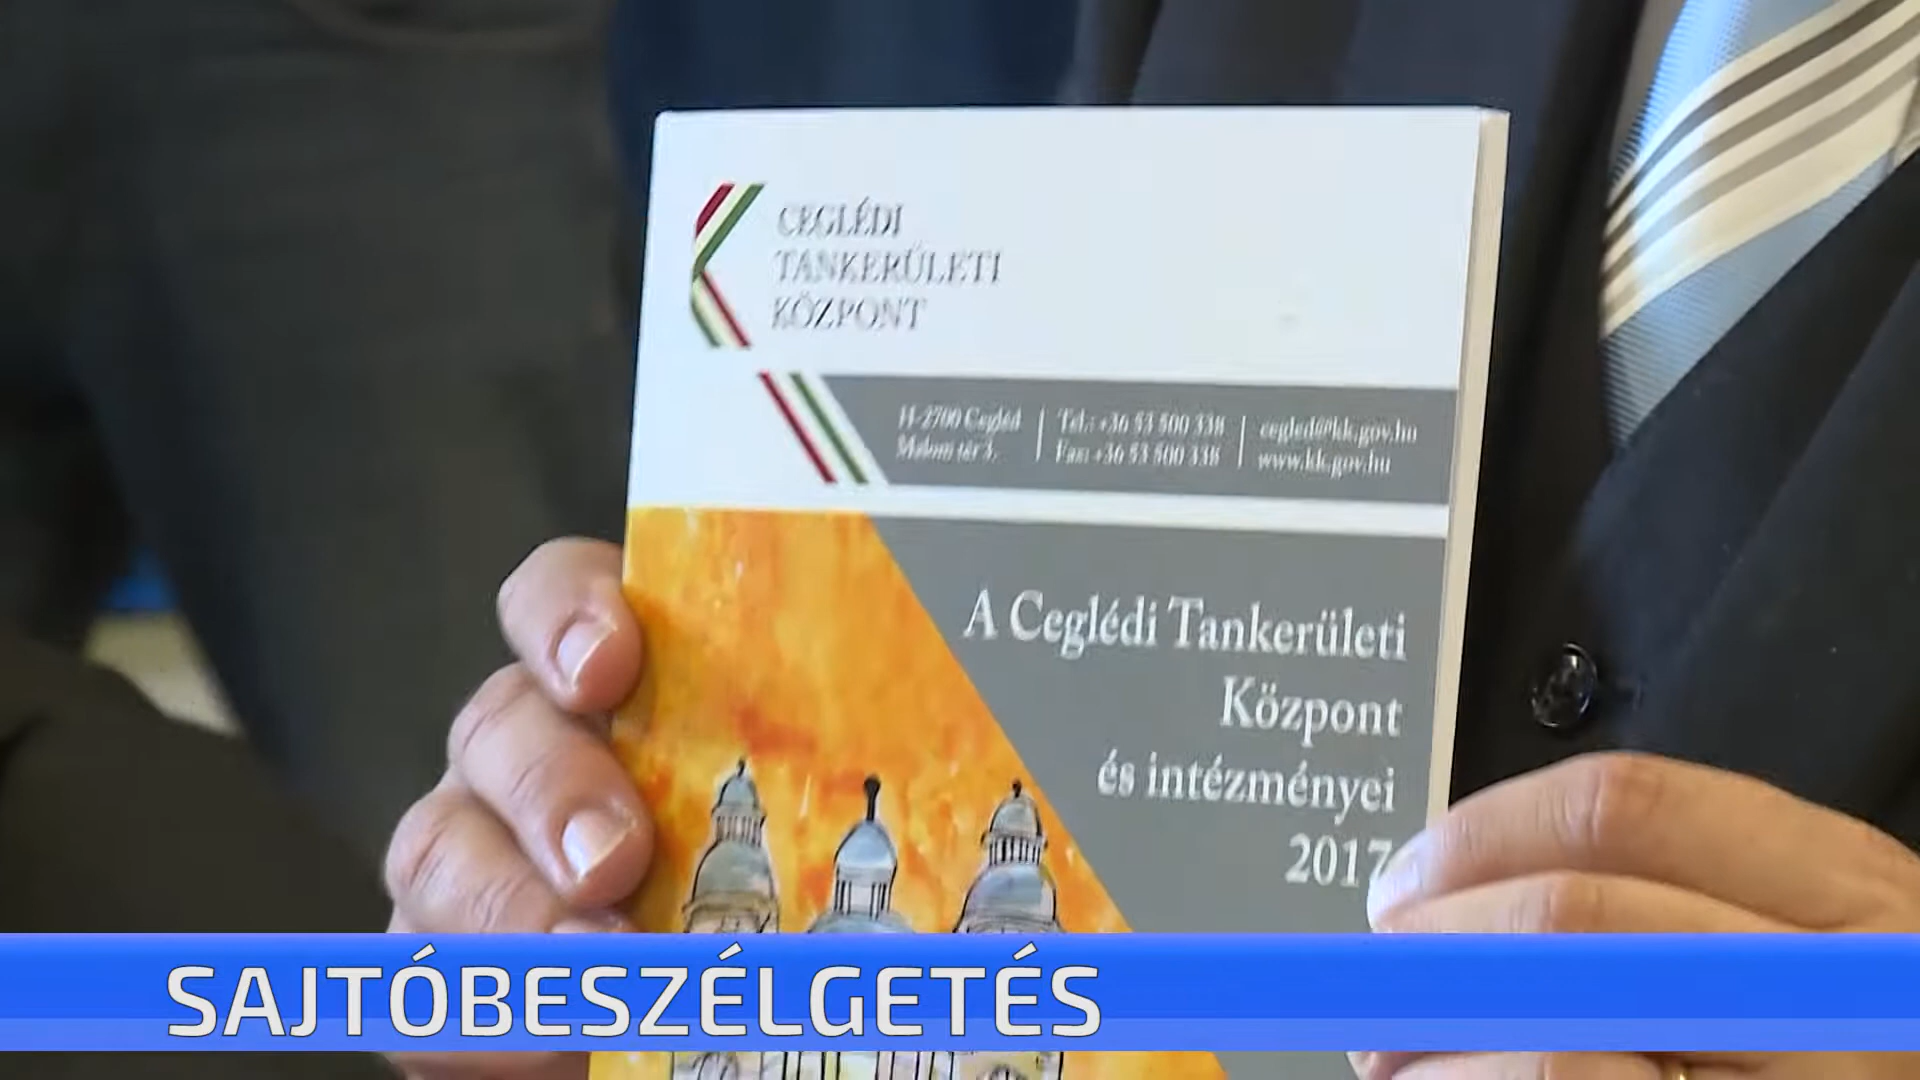 CEGLÉDI
TANKERÜLETI
KÖZPONT
H-2700 Cegléd
Malom tér 3.
Tel.: +36 53 500 338
Fax: +36 53 500 338
cegled@kk.gov.hu
www.kk.gov.hu
A Ceglédi Tankerületi
Központ
és intézményei
2017
SAJTÓBESZÉLGETÉS